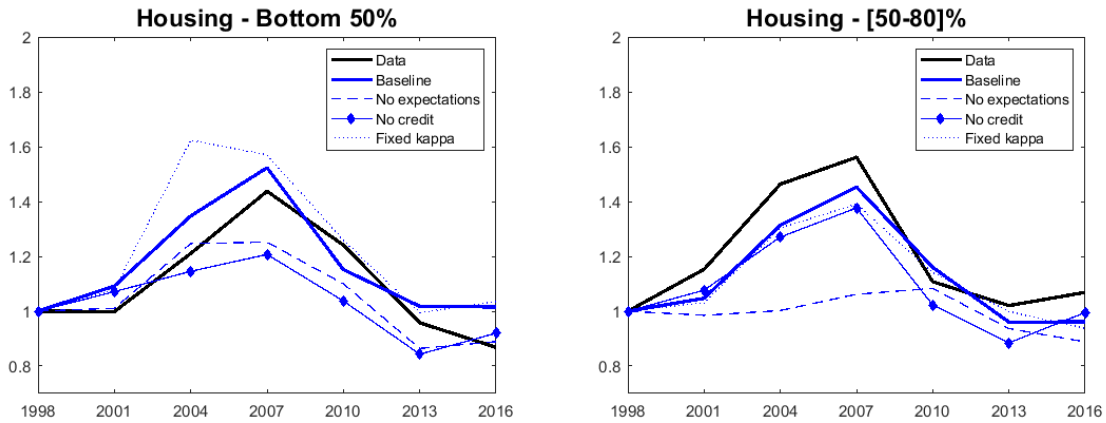 Housing - Bottom 50%
2
1.8
1.6
1.4
1.2
1
0.8
1998 2001 2004 2007 2010 2013 2016
Data
Baseline
No expectations
No credit
Fixed kappa
Housing - [50-80]%
2
1.8
1.6
1.4
1.2
1
0.8
1998 2001 2004 2007 2010 2013 2016
Data
Baseline
No expectations
No credit
Fixed kappa